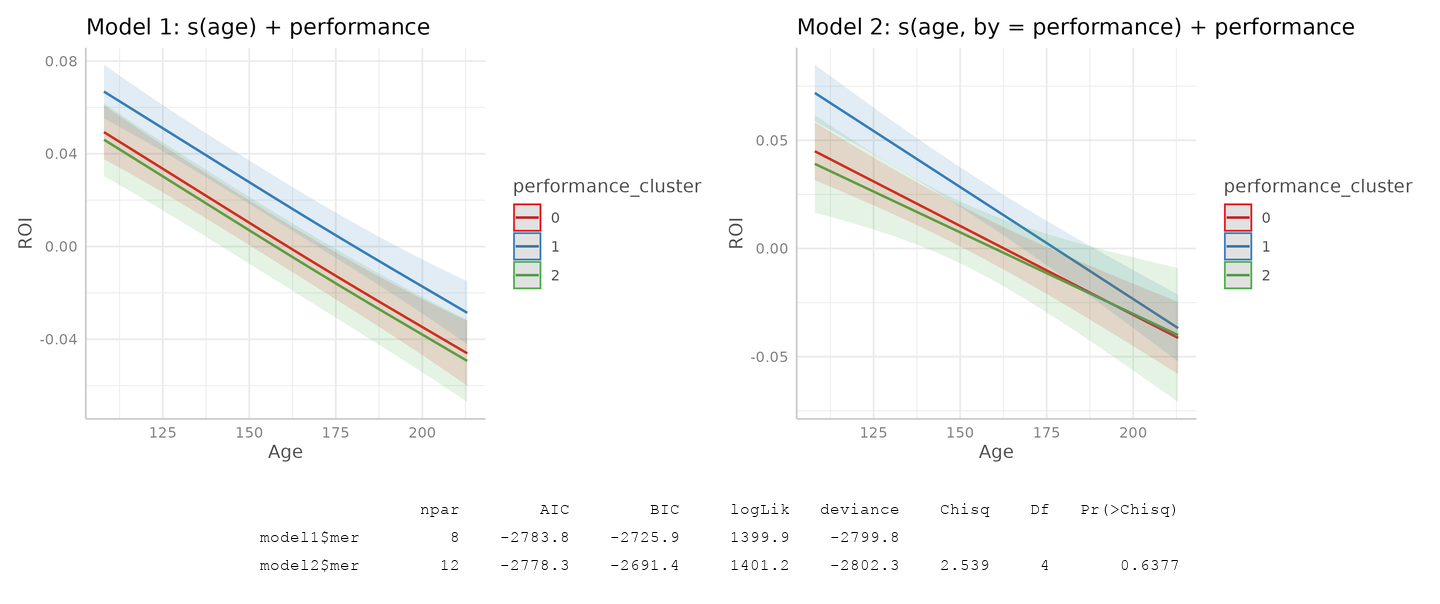 Model 1: s(age) + performance
0.08
0.04
0.00
-0.04
ROI
125 150 175 200
Age
performance_cluster
0
1
2
Model 2: s(age, by = performance) + performance
0.05
0.00
-0.05
ROI
125 150 175 200
Age
performance_cluster
0
1
2
npar AIC BIC logLik deviance Chisq Df Pr(>Chisq)
model1$mer 8 -2783.8 -2725.9 1399.9 -2799.8
model2$mer 12 -2778.3 -2691.4 1401.2 -2802.3 2.539 4 0.6377